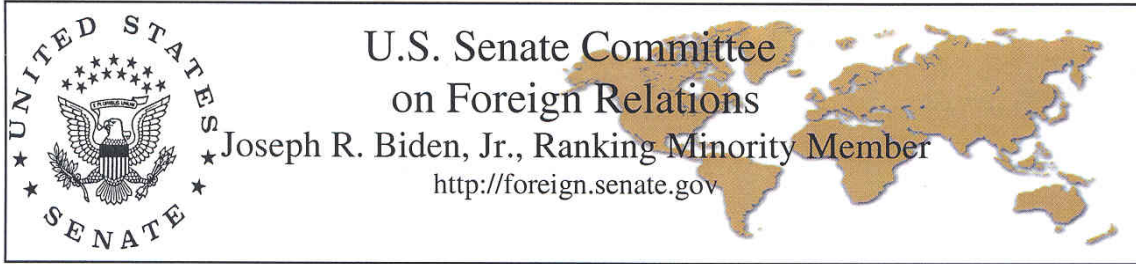 UNITED STATES
SENATE
E PLURIBUS UNUM
U.S. Senate Committee
on Foreign Relations
Joseph R. Biden, Jr., Ranking Minority Member
http://foreign.senate.gov